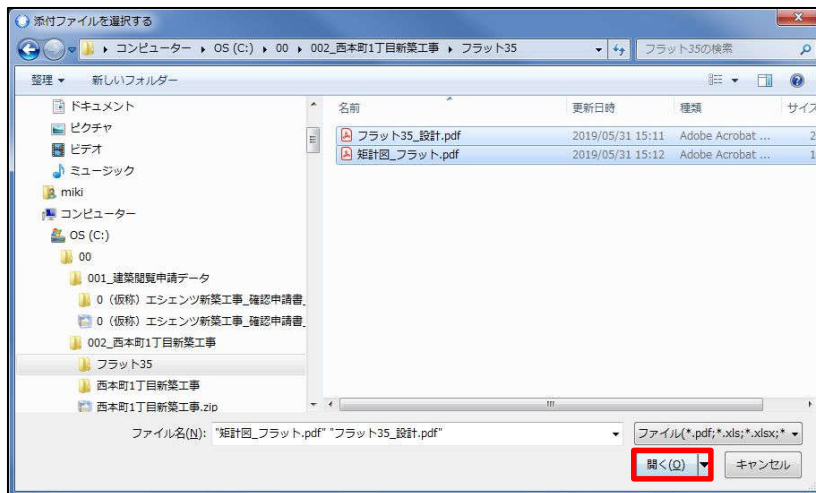 添付ファイルを選択する
コンピューター ▸ OS (C:) ▸ 00 ▸ 002_西本町1丁目新築工事 ▸ フラット35
フラット35の検索
整理 ▼ 新しいフォルダー
ドキュメント
ピクチャ
ビデオ
ミュージック
miki
コンピューター
OS (C:)
00
001_建築閲覧申請データ
0（仮称）エシェンツ新築工事_確認申請書_
0（仮称）エシェンツ新築工事_確認申請書_
002_西本町1丁目新築工事
フラット35
西本町1丁目新築工事
西本町1丁目新築工事.zip
名前 更新日時 種類 サイズ
フラット35_設計.pdf 2019/05/31 15:11 Adobe Acrobat ... 2
矩計図_フラット.pdf 2019/05/31 15:12 Adobe Acrobat ... 1
ファイル名(N): "矩計図_フラット.pdf" "フラット35_設計.pdf"
ファイル(*.pdf;*.xls;*.xlsx;*
開く(O) キャンセル